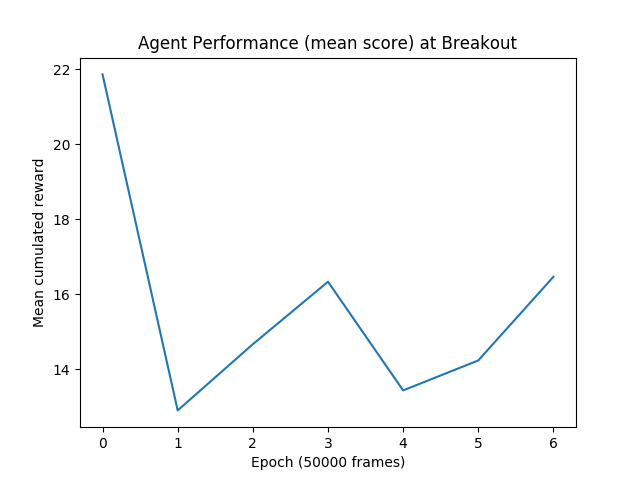 Agent Performance (mean score) at Breakout
22
20
18
16
14
Mean cumulated reward
0 1 2 3 4 5 6
Epoch (50000 frames)